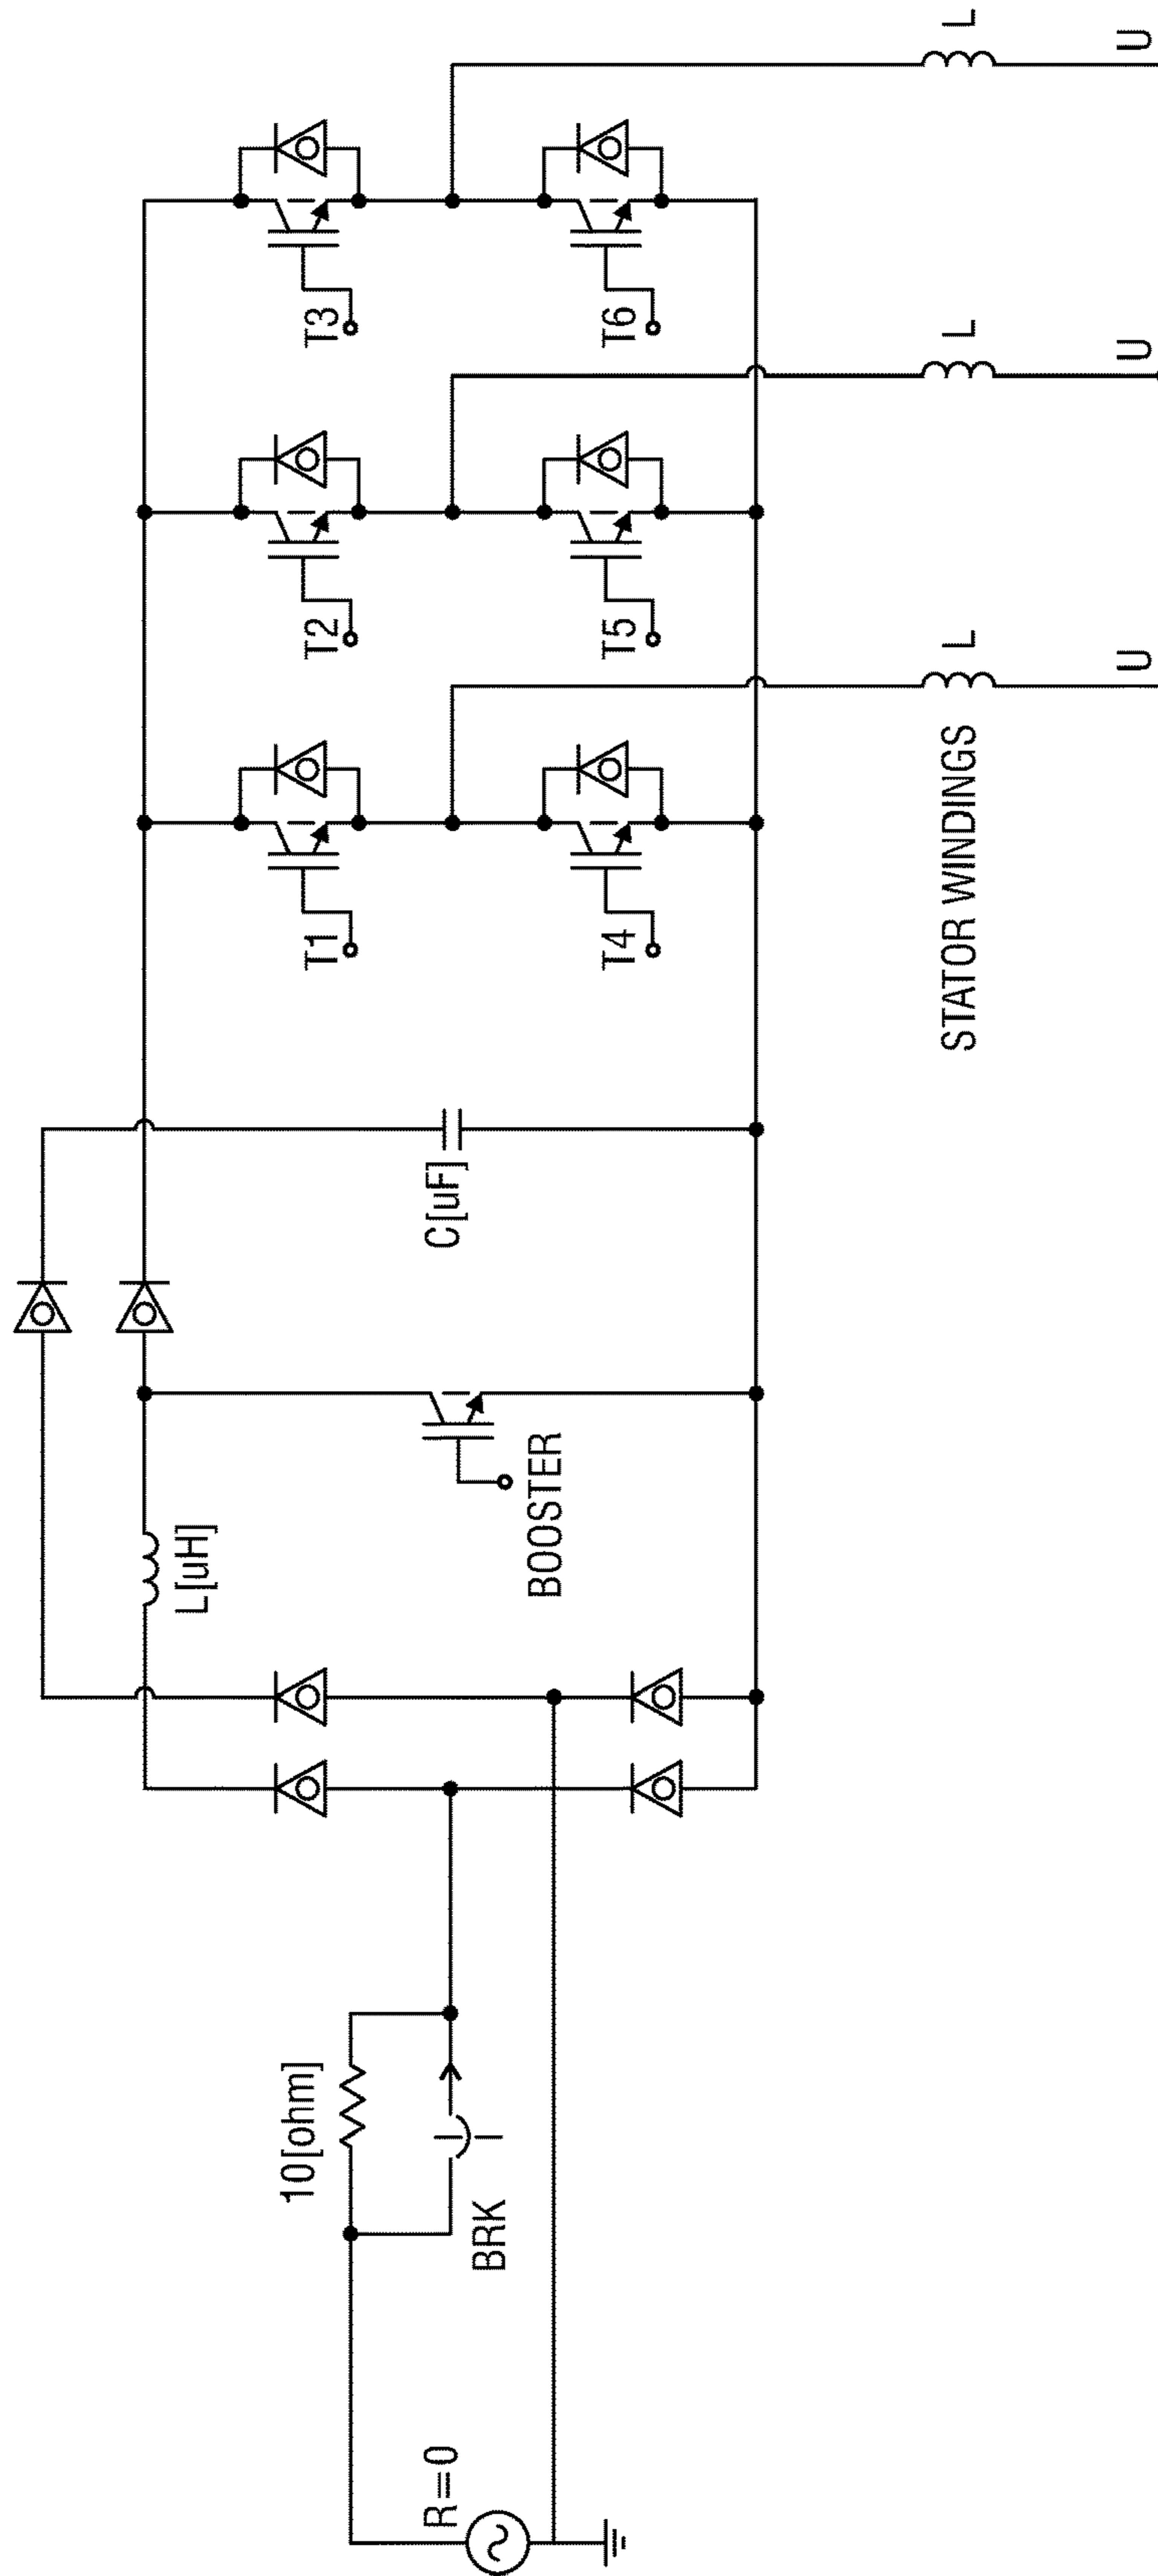 R=0
10[ohm]
BRK
L[uH]
BOOSTER
C[uF]
T1
T2
T3
T4
T5
T6
STATOR WINDINGS
L
L
L
U
U
U